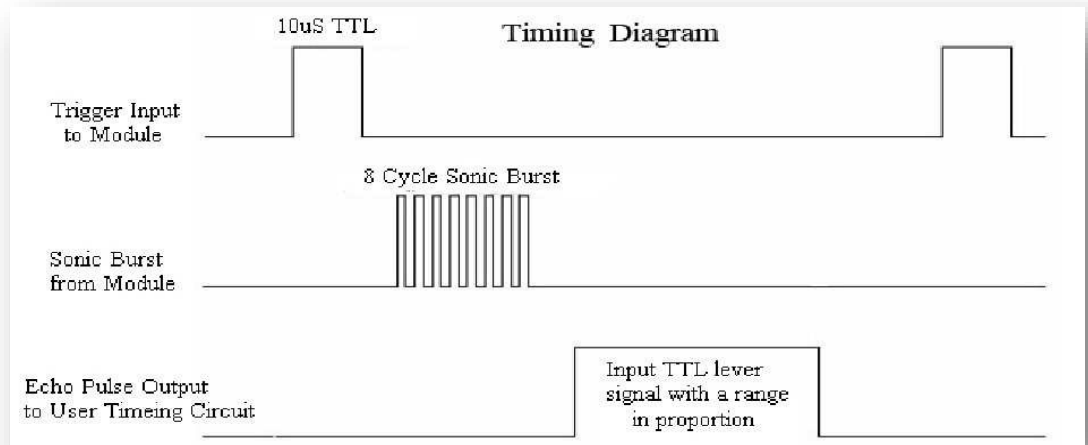 10uS TTL
Timing Diagram
Trigger Input
to Module
8 Cycle Sonic Burst
Sonic Burst
from Module
Echo Pulse Output
to User Timeing Circuit
Input TTL lever
signal with a range
in proportion